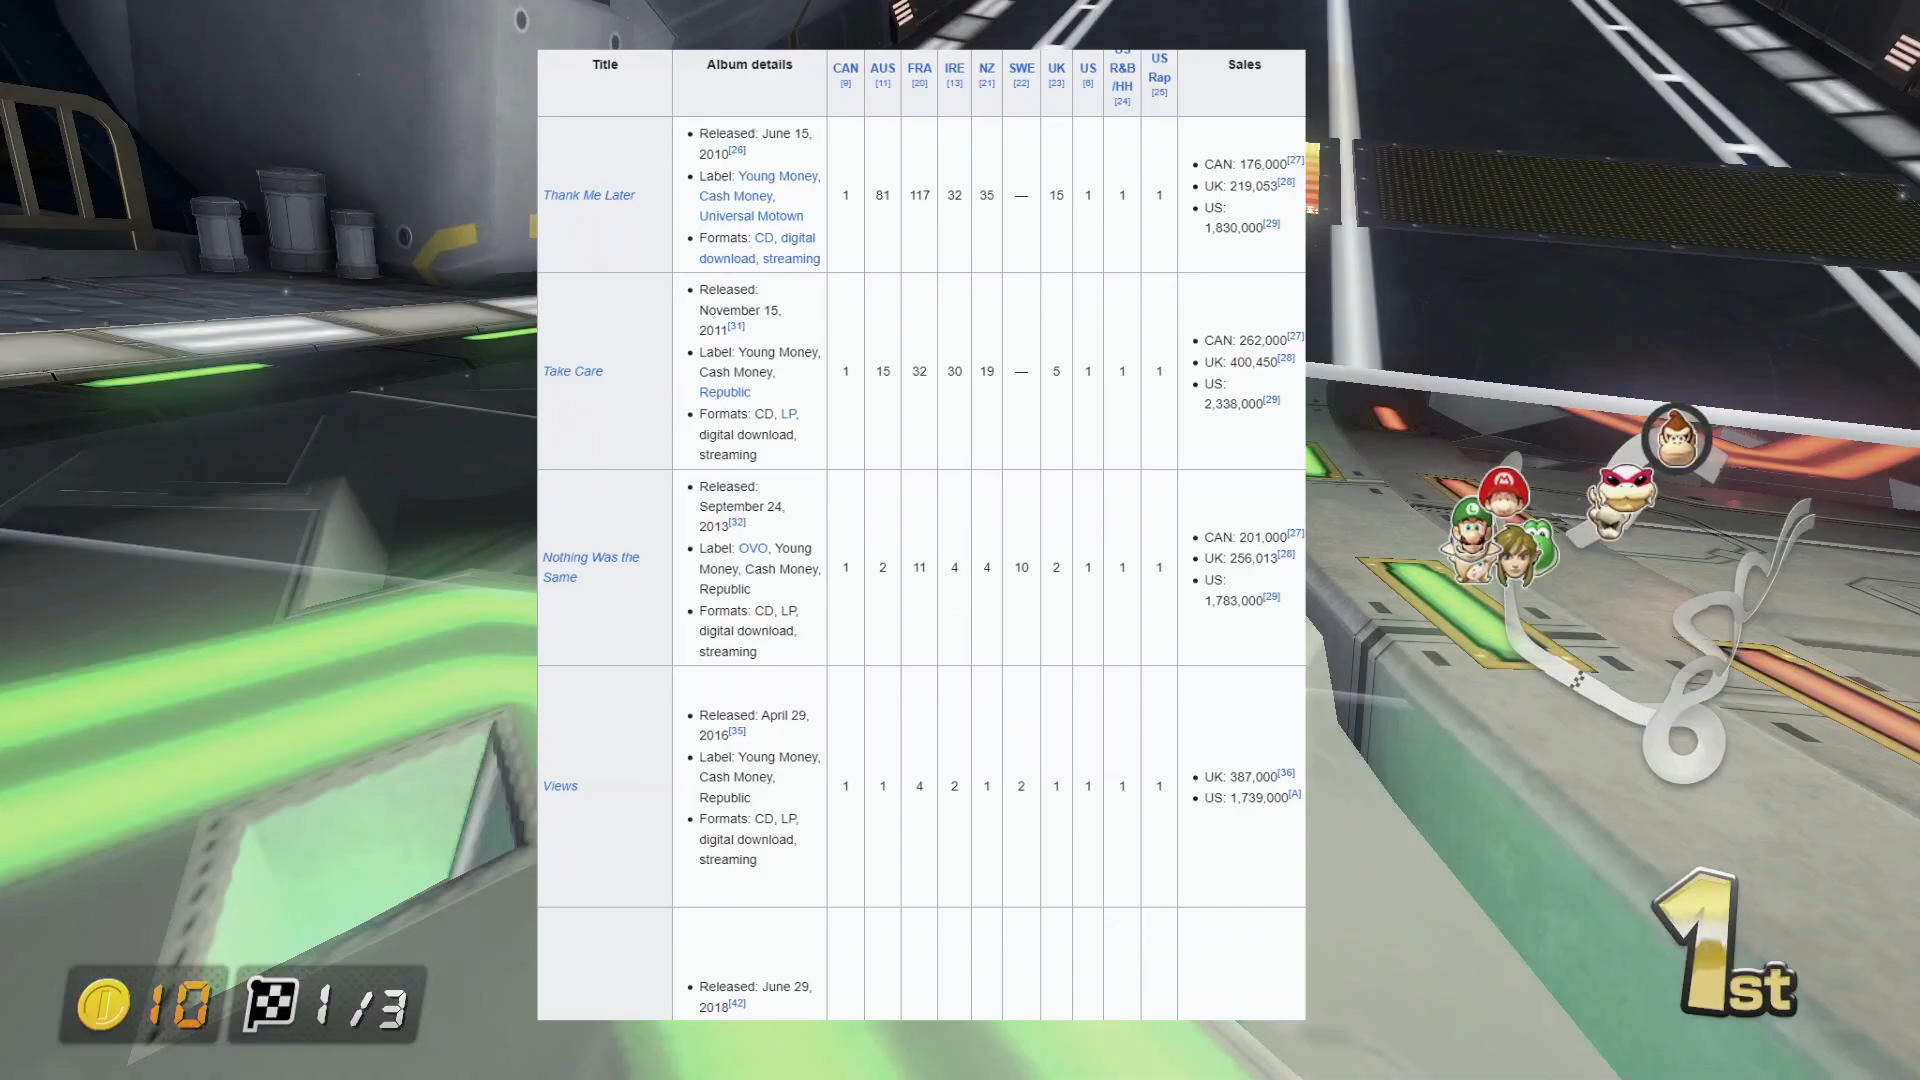 Title
Album details
CAN
[9]
AUS
[11]
FRA
[20]
IRE
[13]
NZ
[21]
SWE
[22]
UK
[23]
US
[6]
US
R&B
/HH
[24]
US
Rap
[25]
Sales
Thank Me Later
Released: June 15,
2010[26]
Label: Young Money,
Cash Money,
Universal Motown
Formats: CD, digital
download, streaming
1 81 117 32 35 — 15 1 1 1
CAN: 176,000[27]
UK: 219,053[28]
US:
1,830,000[29]
Take Care
Released:
November 15,
2011[31]
Label: Young Money,
Cash Money,
Republic
Formats: CD, LP,
digital download,
streaming
1 15 32 30 19 — 5 1 1 1
CAN: 262,000[27]
UK: 400,450[28]
US:
2,338,000[29]
Nothing Was the
Same
Released:
September 24,
2013[32]
Label: OVO, Young
Money, Cash Money,
Republic
Formats: CD, LP,
digital download,
streaming
1 2 11 4 4 10 2 1 1 1
CAN: 201,000[27]
UK: 256,013[28]
US:
1,783,000[29]
Views
Released: April 29,
2016[35]
Label: Young Money,
Cash Money,
Republic
Formats: CD, LP,
digital download,
streaming
1 1 4 2 1 2 1 1 1 1
UK: 387,000[36]
US: 1,739,000[A]
Released: June 29,
2018[42]
10
1/3
1st